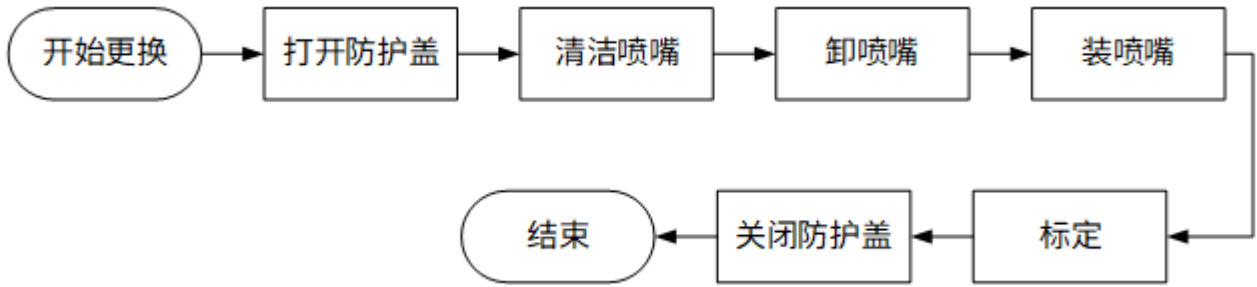 开始更换
打开防护盖
清洁喷嘴
卸喷嘴
装喷嘴
标定
关闭防护盖
结束